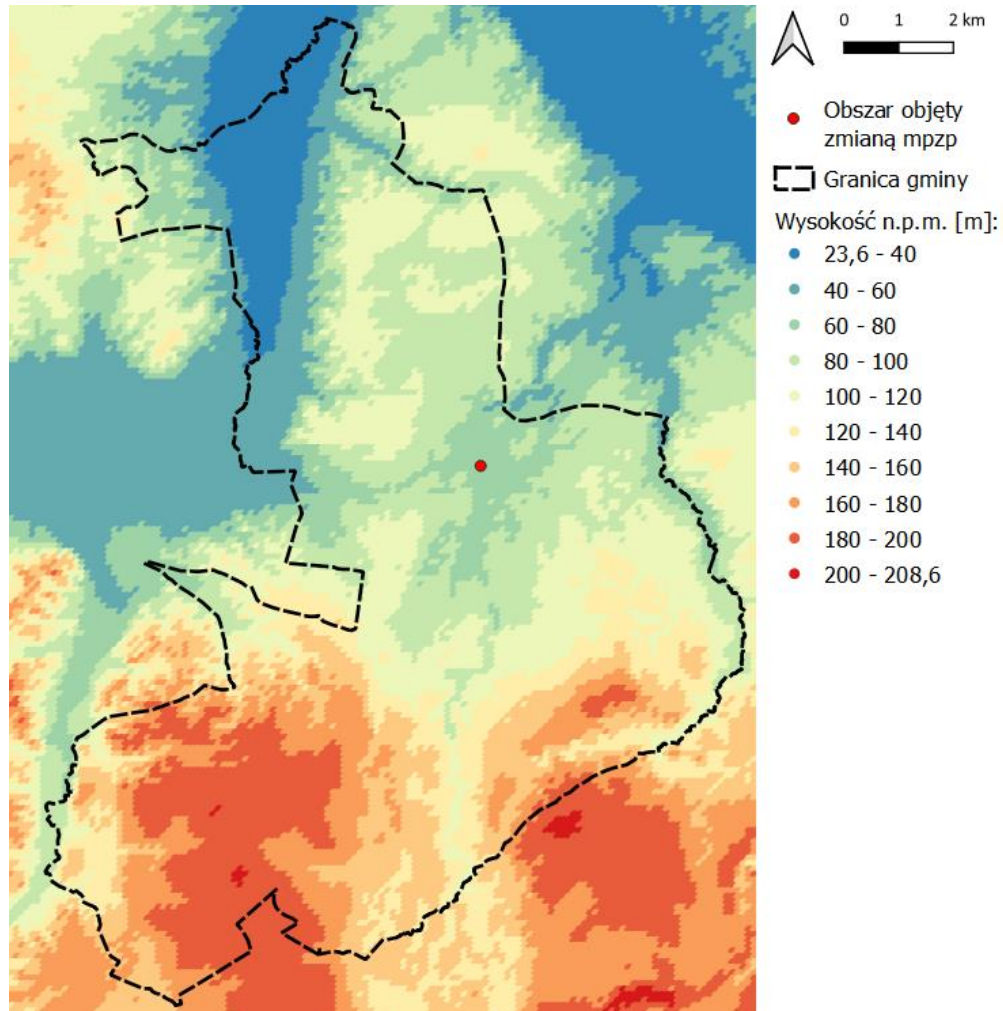 0 1 2 km
Obszar objęty
zmianą mpzp
Granica gminy
Wysokość n.p.m. [m]:
23,6 - 40
40 - 60
60 - 80
80 - 100
100 - 120
120 - 140
140 - 160
160 - 180
180 - 200
200 - 208,6